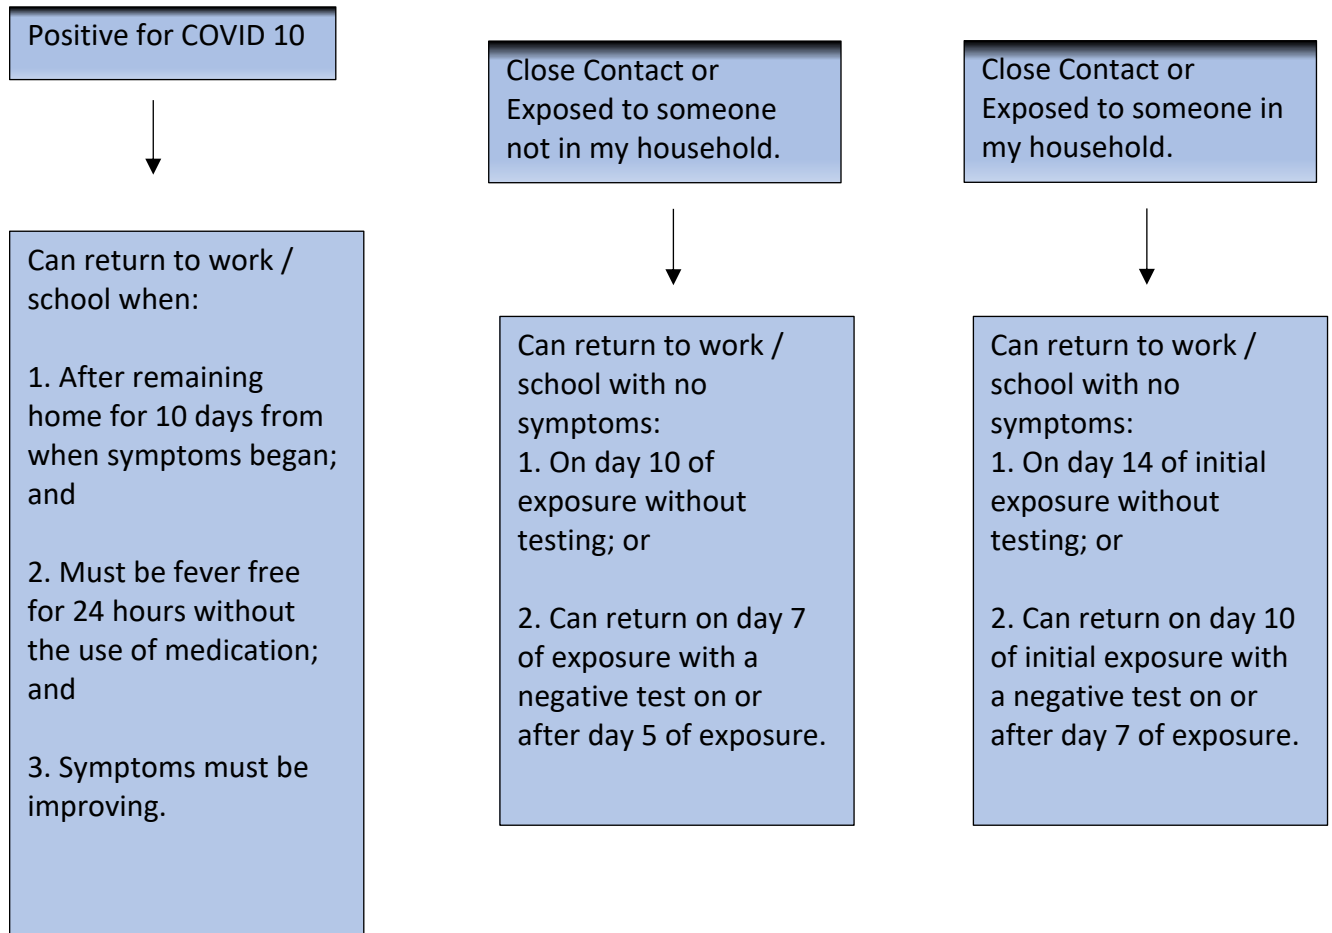 Positive for COVID 10
Can return to work /
school when:
1. After remaining
home for 10 days from
when symptoms began;
and
2. Must be fever free
for 24 hours without
the use of medication;
and
3. Symptoms must be
improving.
Close Contact or
Exposed to someone
not in my household.
Can return to work /
school with no
symptoms:
1. On day 10 of
exposure without
testing; or
2. Can return on day 7
of exposure with a
negative test on or
after day 5 of exposure.
Close Contact or
Exposed to someone in
my household.
Can return to work /
school with no
symptoms:
1. On day 14 of initial
exposure without
testing; or
2. Can return on day 10
of initial exposure with
a negative test on or
after day 7 of exposure.